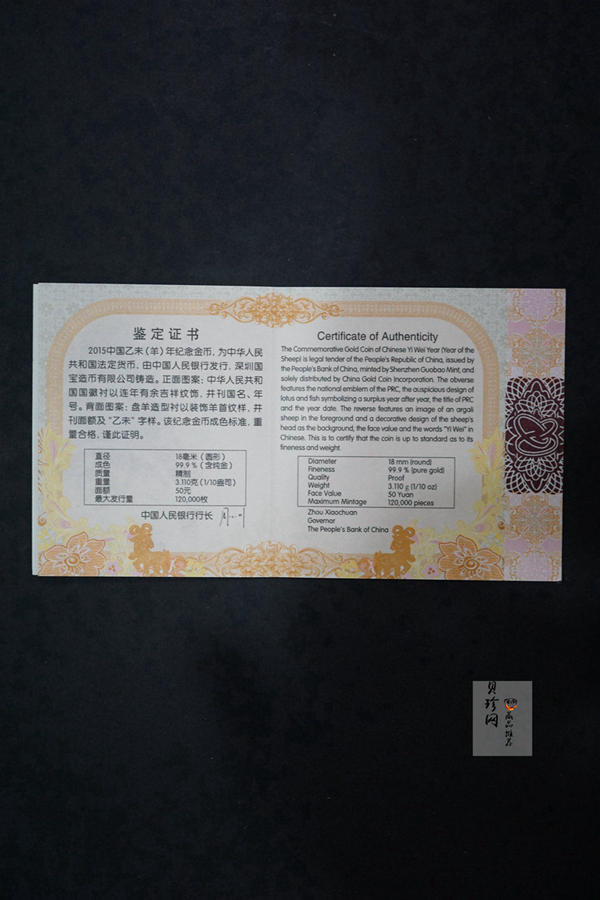 鉴定证书
2015中国乙未(羊)年纪念金币，为中华人民
共和国法定货币，由中国人民银行发行，深圳国
宝造币有限公司铸造。正面图案：中华人民共和
国国徽衬以连年有余吉祥纹饰，并刊国名、年
号。背面图案：盘羊造型衬以装饰羊首纹样，并
刊面额及“乙未”字样。该纪念金币成色标准，重
量合格，谨此证明。
直径 18毫米（圆形）
成色 99.9％（含纯金）
质量 精制
重量 3.110克(1/10盎司)
面额 50元
最大发行量 120,000枚
中国人民银行行长
Certificate of Authenticity
The Commemorative Gold Coin of Chinese Yi Wei Year (Year of the
Sheep) is legal tender of the People's Republic of China, issued by
the People's Bank of China, minted by Shenzhen Guobao Mint, and
solely distributed by China Gold Coin Incorporation. The obverse
features the national emblem of the PRC, the auspicious design of
lotus and fish symbolizing a surplus year after year, the title of PRC
and the year date. The reverse features an image of an argali
sheep in the foreground and a decorative design of the sheep's
head as the background, the face value and the words "Yi Wei" in
Chinese. This is to certify that the coin is up to standard as to its
fineness and weight.
Diameter 18 mm (round)
Fineness 99.9 % (pure gold)
Quality Proof
Weight 3.110 g (1/10 oz)
Face Value 50 Yuan
Maximum Mintage 120,000 pieces
Zhou Xiaochuan
Governor
The People's Bank of China
贝珍网
商品推荐